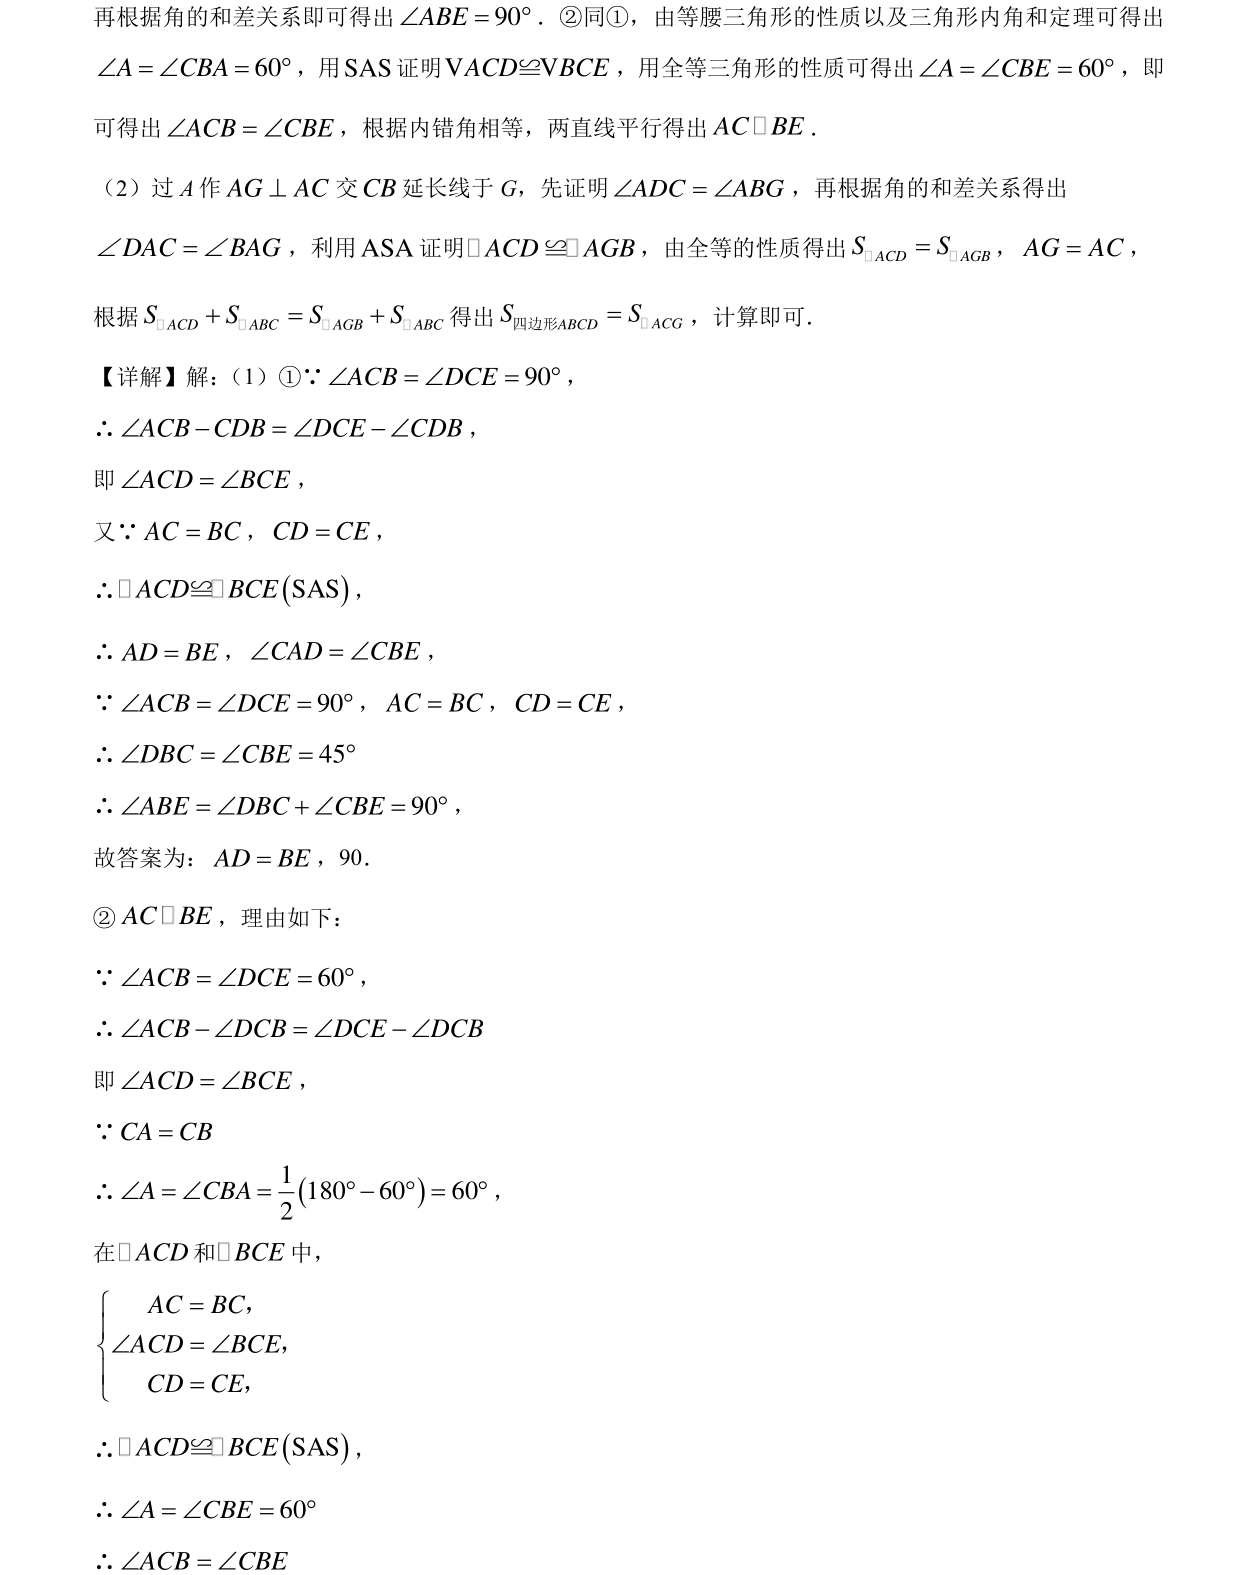 再根据角的和差关系即可得出∠ABE=90°．②同①，由等腰三角形的性质以及三角形内角和定理可得出
∠A=∠CBA=60°，用SAS证明VACD≌VBCE，用全等三角形的性质可得出∠A=∠CBE=60°，即
可得出∠ACB=∠CBE，根据内错角相等，两直线平行得出AC□BE．
（2）过A作AG⊥AC交CB延长线于G，先证明∠ADC=∠ABG，再根据角的和差关系得出
∠DAC=∠BAG，利用ASA证明□ACD≌□AGB，由全等的性质得出S□ACD=S□AGB，AG=AC，
根据S□ACD+S□ABC=S□AGB+S□ABC得出S四边形ABCD=S□ACG，计算即可．
【详解】解：（1）①∵∠ACB=∠DCE=90°，
∴∠ACB−CDB=∠DCE−∠CDB，
即∠ACD=∠BCE，
又∵AC=BC，CD=CE，
∴□ACD≌□BCE(SAS)，
∴AD=BE，∠CAD=∠CBE，
∵∠ACB=∠DCE=90°，AC=BC，CD=CE，
∴∠DBC=∠CBE=45°
∴∠ABE=∠DBC+∠CBE=90°，
故答案为：AD=BE，90．
②AC□BE，理由如下：
∵∠ACB=∠DCE=60°，
∴∠ACB−∠DCB=∠DCE−∠DCB
即∠ACD=∠BCE，
∵CA=CB
∴∠A=∠CBA=1/2(180°−60°)=60°，
在□ACD和□BCE中，
AC=BC，
∠ACD=∠BCE，
CD=CE，
∴□ACD≌□BCE(SAS)，
∴∠A=∠CBE=60°
∴∠ACB=∠CBE